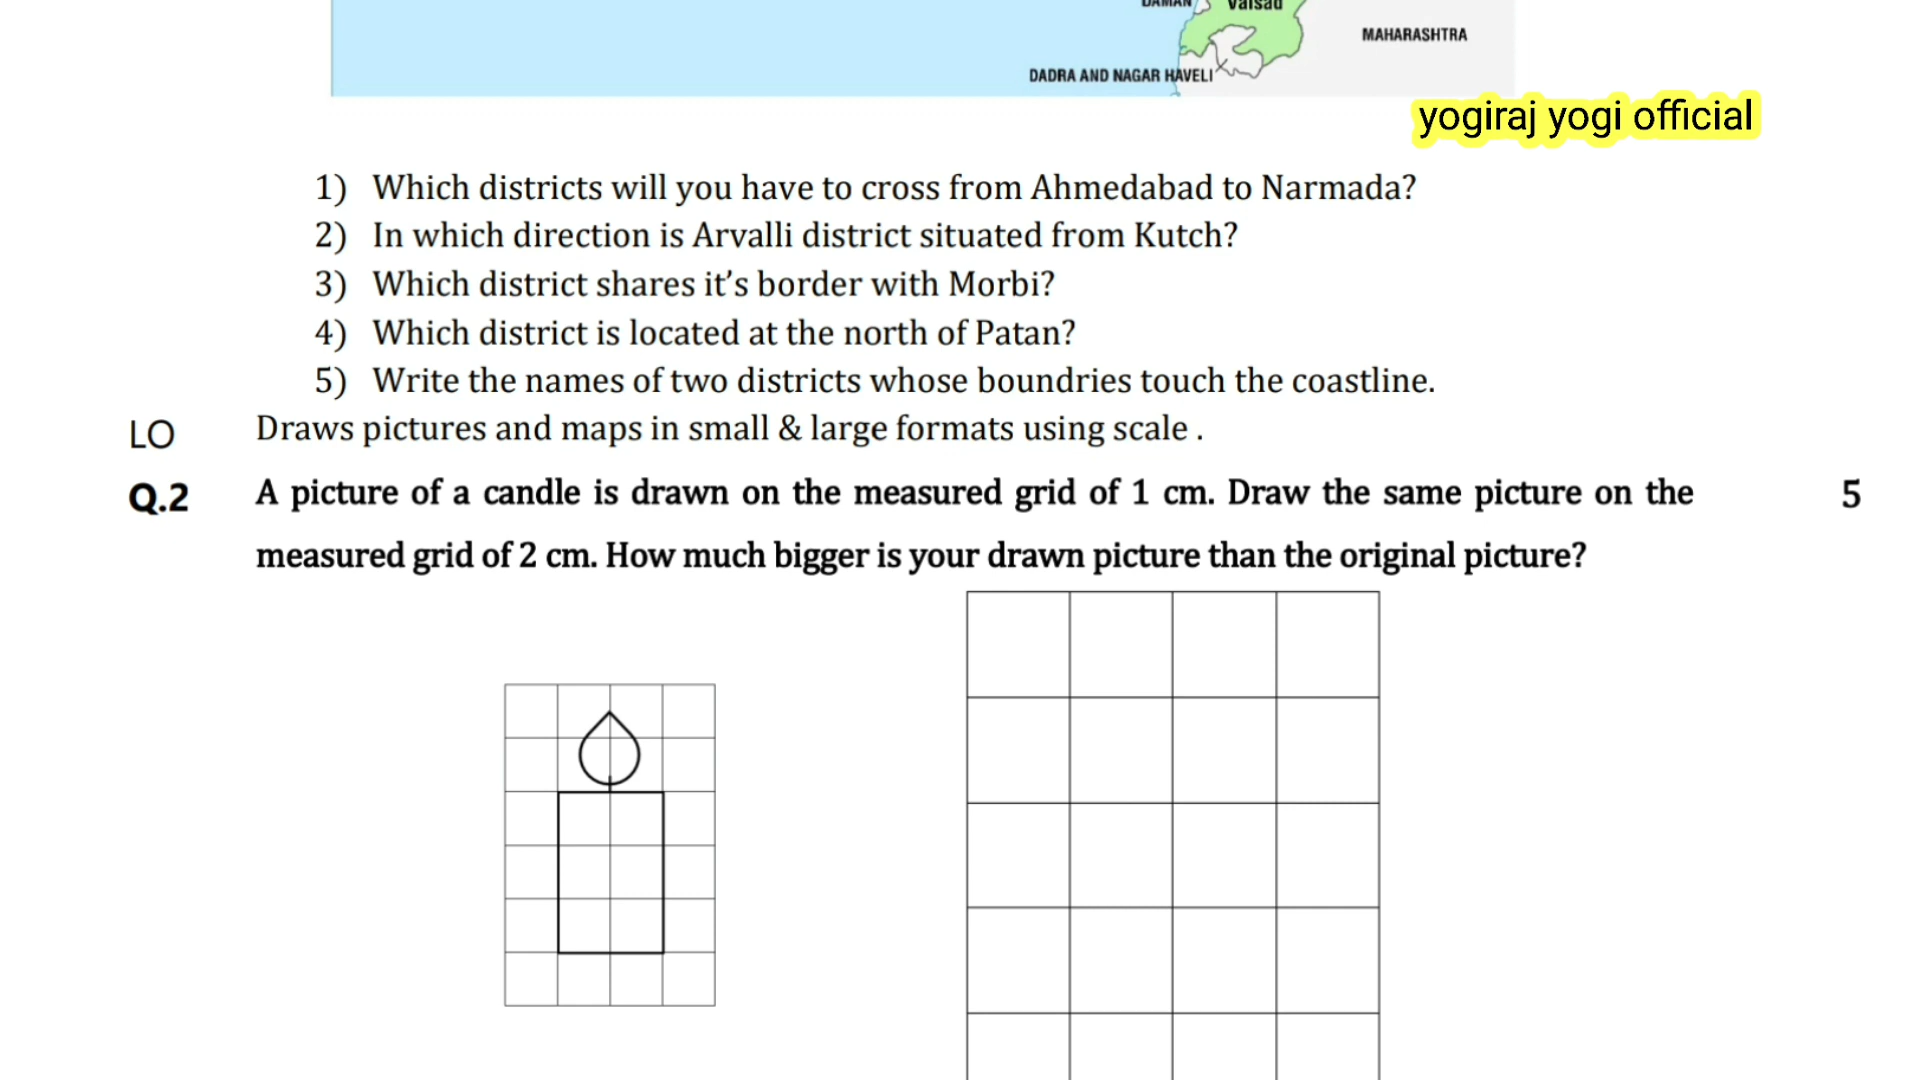 DAMAN
Valsad
MAHARASHTRA
DADRA AND NAGAR HAVELI
yogiraj yogi official
1) Which districts will you have to cross from Ahmedabad to Narmada?
2) In which direction is Arvalli district situated from Kutch?
3) Which district shares it's border with Morbi?
4) Which district is located at the north of Patan?
5) Write the names of two districts whose boundries touch the coastline.
LO Draws pictures and maps in small & large formats using scale .
Q.2 A picture of a candle is drawn on the measured grid of 1 cm. Draw the same picture on the 5
measured grid of 2 cm. How much bigger is your drawn picture than the original picture?